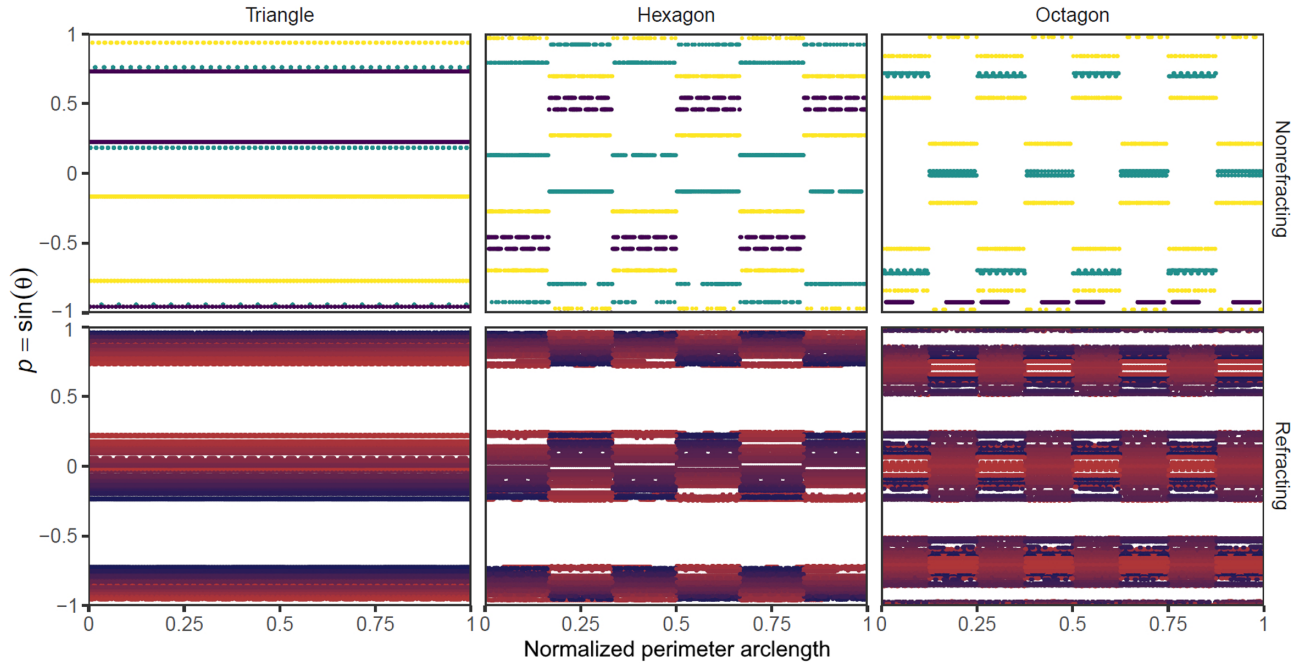 Triangle
Hexagon
Octagon
1
0.5
0
−0.5
−1
Nonrefracting
1
0.5
0
−0.5
−1
Refracting
p = sin(θ)
0 0.25 0.5 0.75 1 0 0.25 0.5 0.75 1 0 0.25 0.5 0.75 1
Normalized perimeter arclength